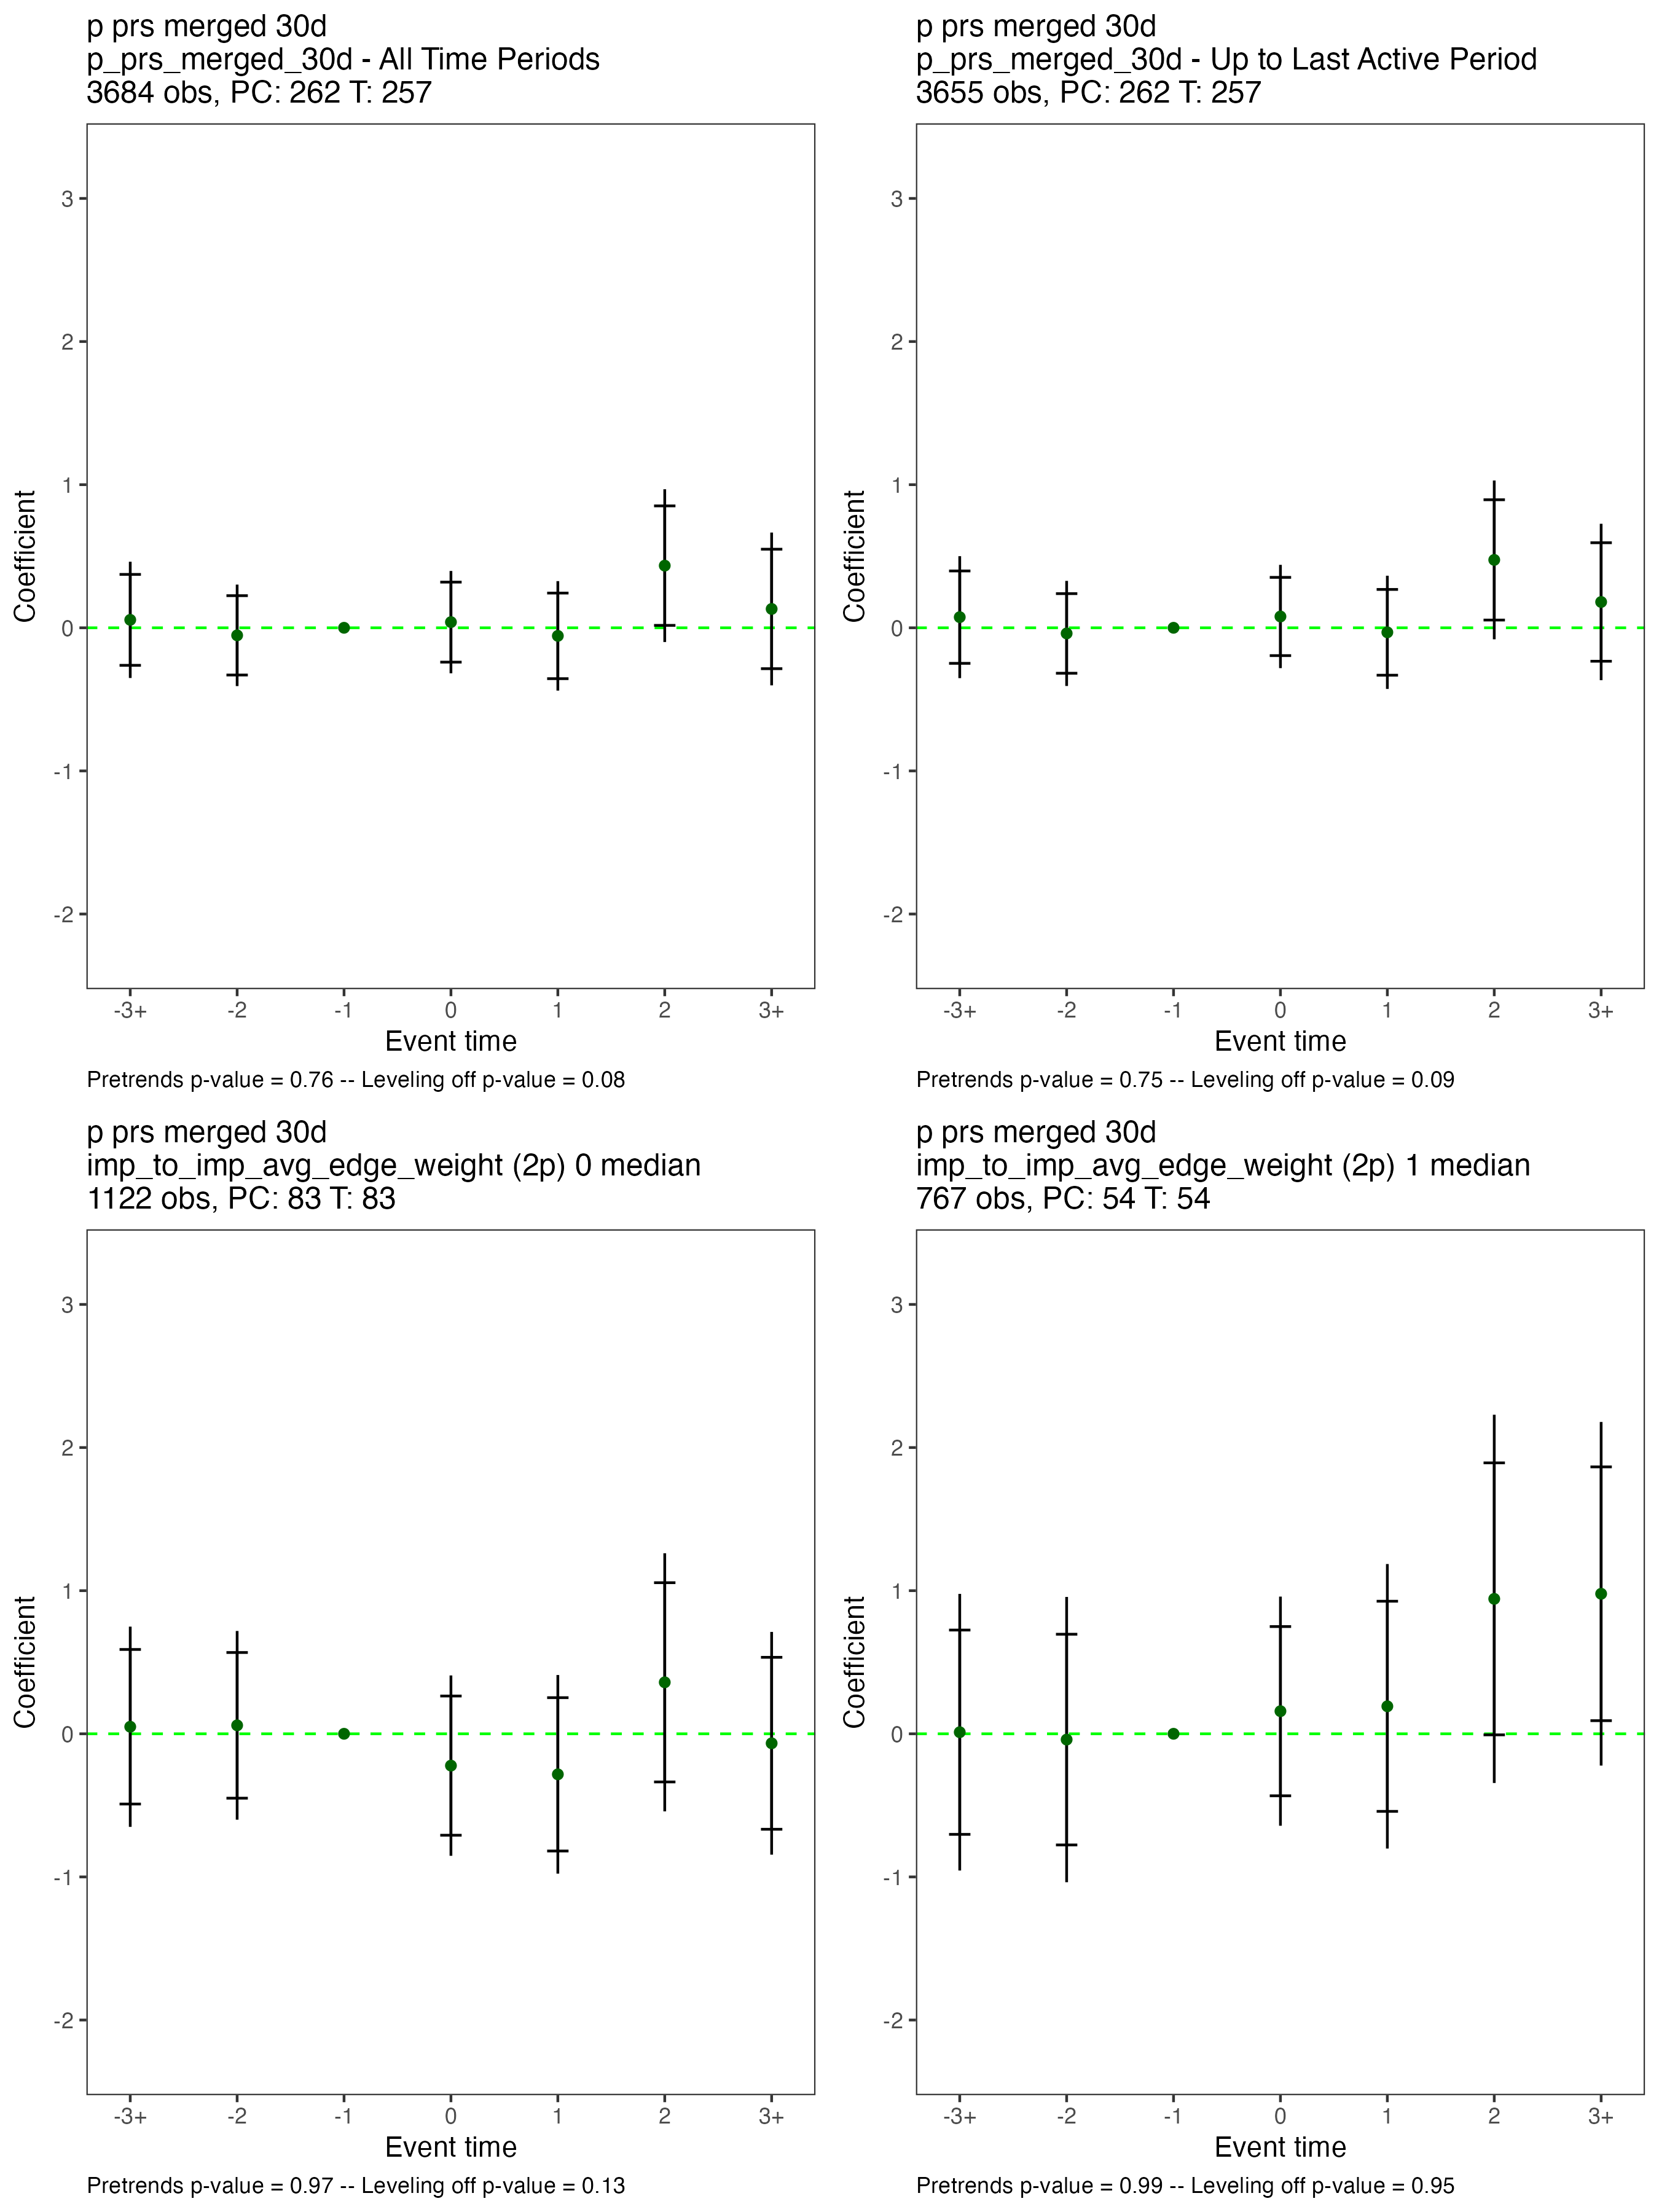 p prs merged 30d
p_prs_merged_30d - All Time Periods
3684 obs, PC: 262 T: 257
Coefficient
3
2
1
0
-1
-2
-3+ -2 -1 0 1 2 3+
Event time
Pretrends p-value = 0.76 -- Leveling off p-value = 0.08
p prs merged 30d
p_prs_merged_30d - Up to Last Active Period
3655 obs, PC: 262 T: 257
Coefficient
3
2
1
0
-1
-2
-3+ -2 -1 0 1 2 3+
Event time
Pretrends p-value = 0.75 -- Leveling off p-value = 0.09
p prs merged 30d
imp_to_imp_avg_edge_weight (2p) 0 median
1122 obs, PC: 83 T: 83
Coefficient
3
2
1
0
-1
-2
-3+ -2 -1 0 1 2 3+
Event time
Pretrends p-value = 0.97 -- Leveling off p-value = 0.13
p prs merged 30d
imp_to_imp_avg_edge_weight (2p) 1 median
767 obs, PC: 54 T: 54
Coefficient
3
2
1
0
-1
-2
-3+ -2 -1 0 1 2 3+
Event time
Pretrends p-value = 0.99 -- Leveling off p-value = 0.95